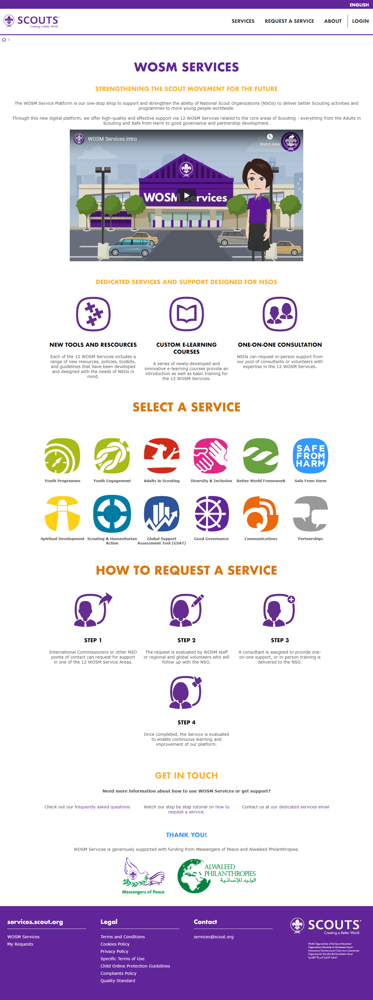 ENGLISH
SCOUTS®
Creating a Better World
SERVICES
REQUEST A SERVICE
ABOUT
LOGIN
WOSM SERVICES
STRENGTHENING THE SCOUT MOVEMENT FOR THE FUTURE
The WOSM Service Platform is our one-stop shop to support and strengthen the ability of National Scout Organizations (NSOs) to deliver better Scouting activities and
programmes to more young people worldwide.
Through this new digital platform, we offer high-quality and effective support via 12 WOSM Services related to the core areas of Scouting - everything from the Adults in
Scouting and Safe from Harm to good governance and partnership development.
WOSM Services intro
Watch later
Share
WOSM Services
DEDICATED SERVICES AND SUPPORT DESIGNED FOR NSOS
NEW TOOLS AND RESCOURCES
Each of the 12 WOSM Services includes a
range of new resources, policies, toolkits,
and guidelines that have been developed
and designed with the needs of NSOs in
mind.
CUSTOM E-LEARNING
COURSES
A series of newly-developed and
innovative e-learning courses provide an
introduction as well as basic training for
the 12 WOSM Services.
ONE-ON-ONE CONSULTATION
NSOs can request in-person support from
our pool of consultants or volunteers with
expertise in the 12 WOSM Services.
SELECT A SERVICE
SAFE
FROM
HARM
Youth Programme
Youth Engagement
Adults in Scouting
Diversity & Inclusion
Better World Framework
Safe From Harm
Spiritual Development
Scouting & Humanitarian
Action
Global Support
Assessment Tool (GSAT)
Good Governance
Communications
Partnerships
HOW TO REQUEST A SERVICE
STEP 1
International Commissioners or other NSO
points of contact can request for support
in one of the 12 WOSM Service Areas.
STEP 2
The request is evaluated by WOSM staff
or regional and global volunteers who will
follow up with the NSO.
STEP 3
A consultant is assigned to provide one-
on-one support, or in-person training is
delivered to the NSO.
STEP 4
Once completed, the Service is evaluated
to enable continuous learning and
improvement of our platform.
GET IN TOUCH
Need more information about how to use WOSM Services or get support?
Check out our frequently asked questions
Watch our step by step tutorial on how to
request a service.
Contact us at our dedicated services email
THANK YOU!
WOSM Services is generously supported with funding from Messengers of Peace and Alwaleed Philanthropies.
Messengers of Peace
ALWALEED
PHILANTHROPIES
الوليد للإنسانية
services.scout.org
WOSM Services
My Requests
Legal
Terms and Conditions
Cookies Policy
Privacy Policy
Specific Terms of Use
Child Online Protection Guidelines
Complaints Policy
Quality Standard
Contact
services@scout.org
SCOUTS®
Creating a Better World
World Organization of the Scout Movement
Organisation Mondiale du Mouvement Scout
Всемирная Организация Скаутского Движения
Organización Mundial del Movimiento Scout
المنظمة العالمية للحركة الكشفية